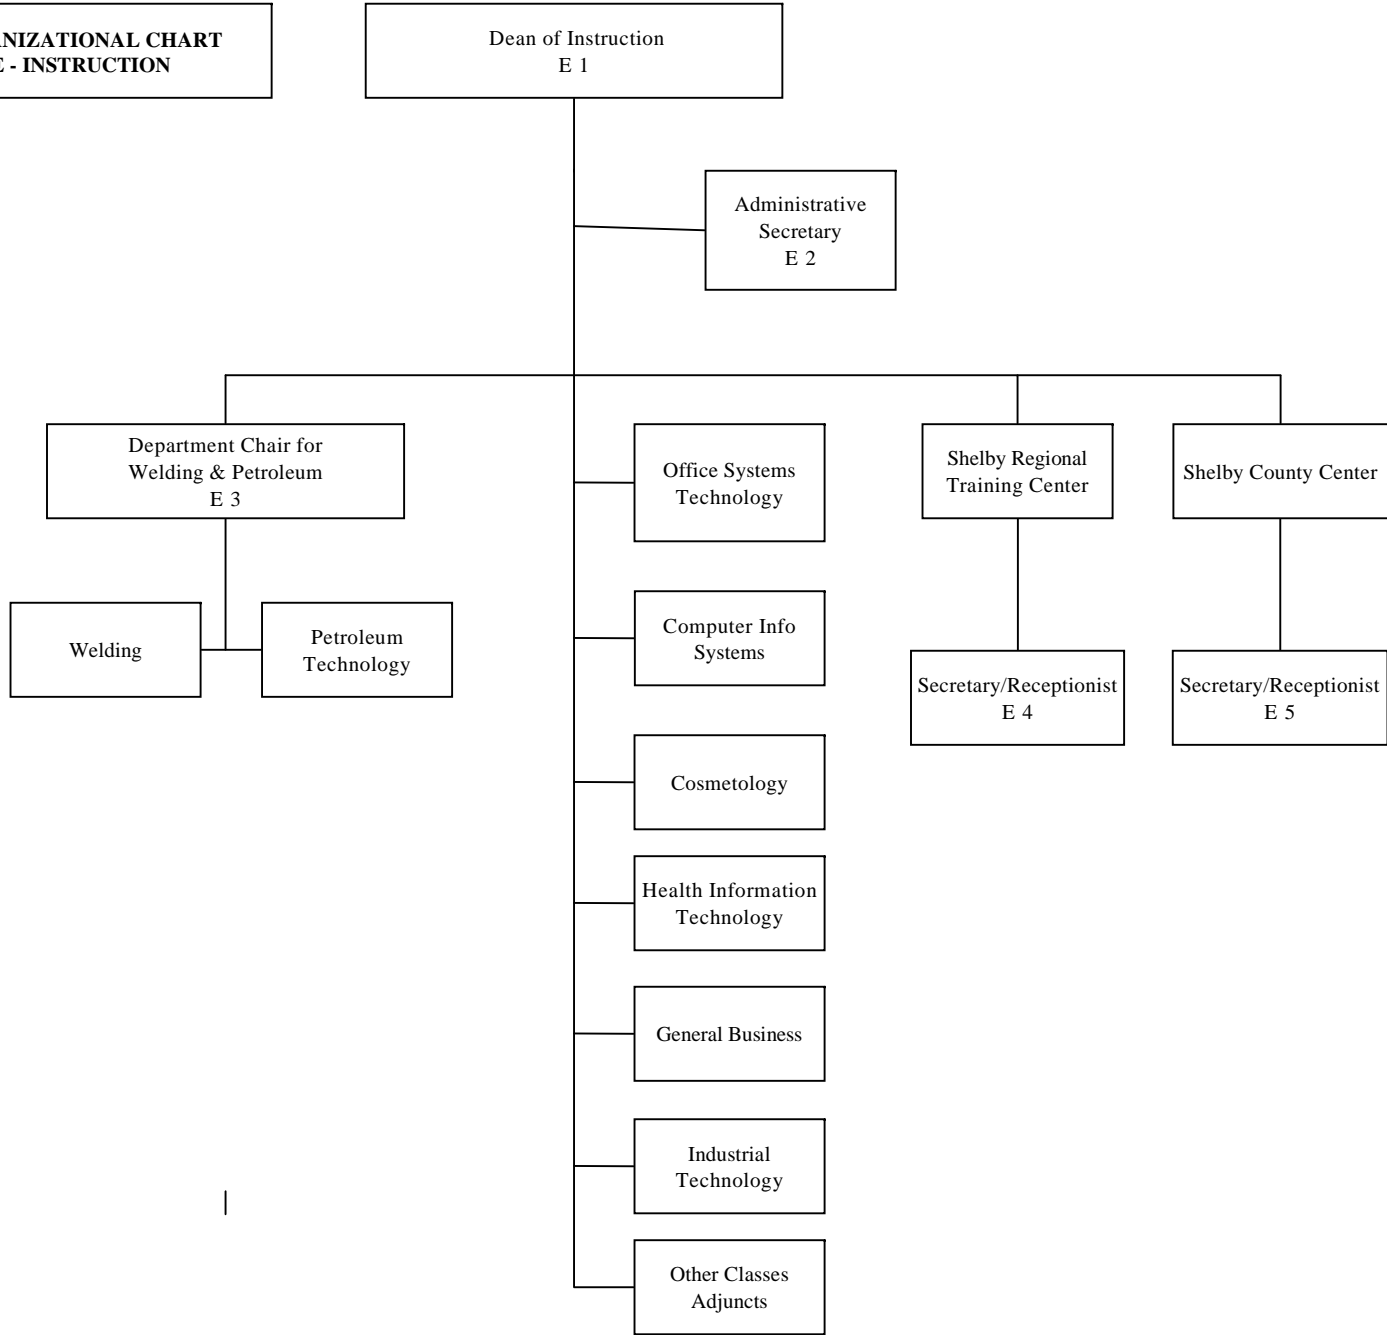 ANIZATIONAL CHART
- INSTRUCTION
Dean of Instruction
E 1
Administrative
Secretary
E 2
Department Chair for
Welding & Petroleum
E 3
Office Systems
Technology
Shelby Regional
Training Center
Shelby County Center
Welding
Petroleum
Technology
Computer Info
Systems
Secretary/Receptionist
E 4
Secretary/Receptionist
E 5
Cosmetology
Health Information
Technology
General Business
Industrial
Technology
Other Classes
Adjuncts